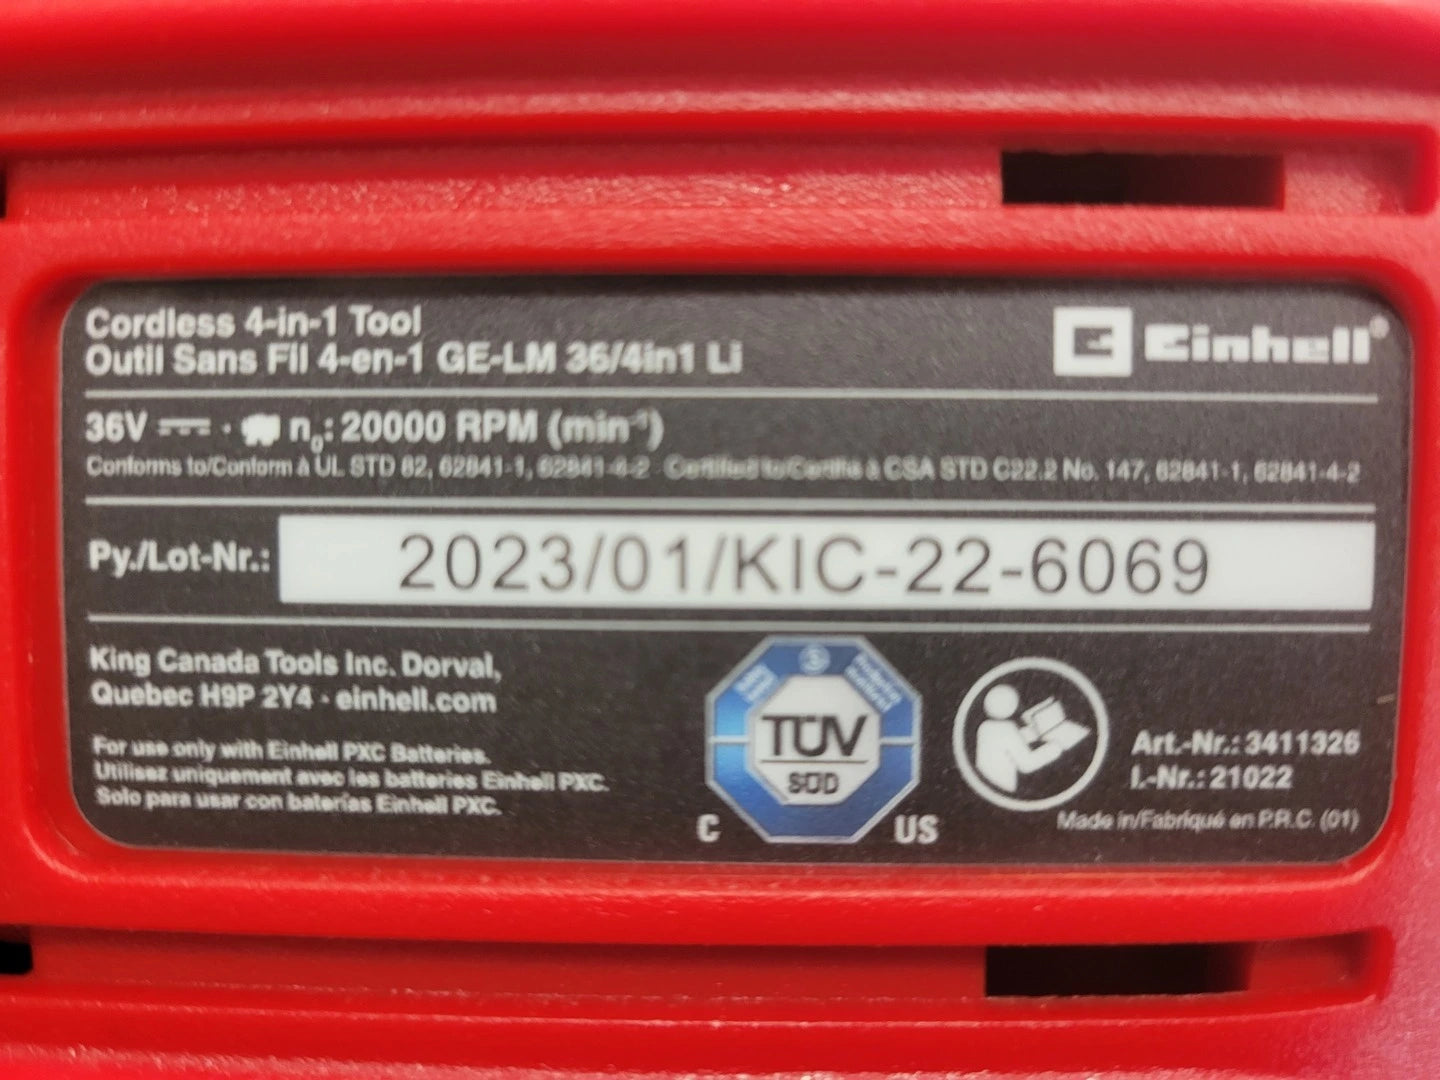 Cordless 4-in-1 Tool
Outil Sans Fil 4-en-1 GE-LM 36/4in1 Li
Einhell®
36V n₀: 20000 RPM (min⁻¹)
Conforms to/Conform à UL STD 82, 62841-1, 62841-4-2 Certified to/Certifié à CSA STD C22.2 No. 147, 62841-1, 62841-4-2
Py./Lot-Nr.: 2023/01/KIC-22-6069
King Canada Tools Inc. Dorval,
Quebec H9P 2Y4 · einhell.com
For use only with Einhell PXC Batteries.
Utilisez uniquement avec les batteries Einhell PXC.
Solo para usar con baterías Einhell PXC.
TÜV
SÜD
C US
Art.-Nr.: 3411326
I.-Nr.: 21022
Made in/Fabriqué en P.R.C. (01)